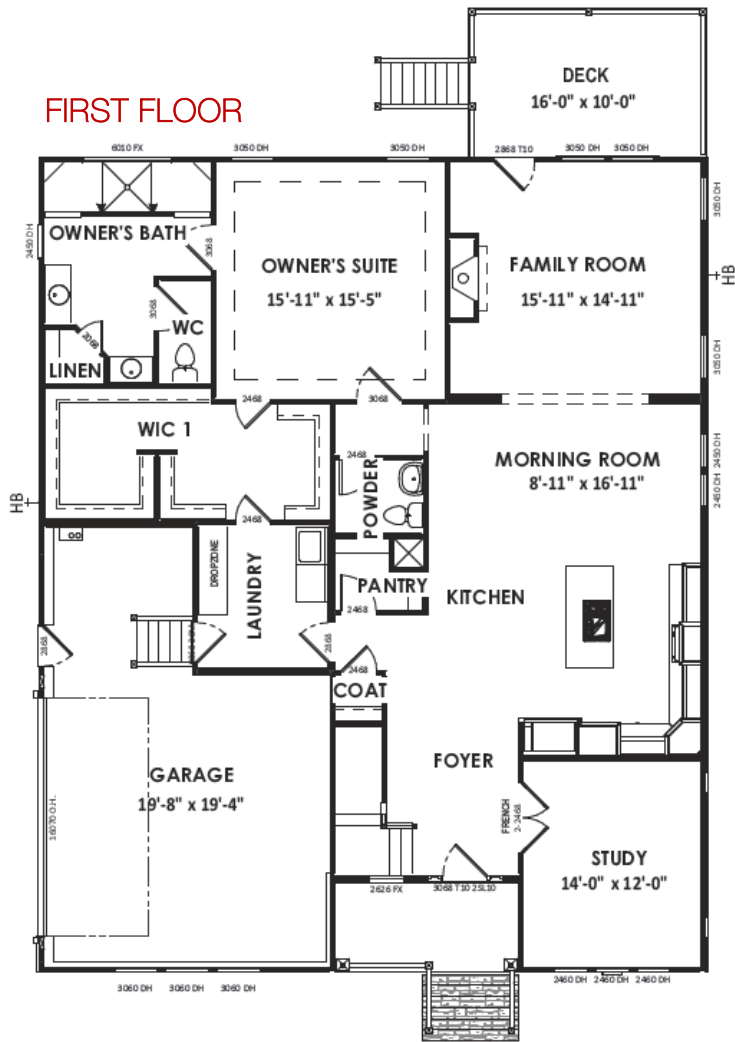 DECK
16'-0" x 10'-0"
FIRST FLOOR
6010 FX
3050 DH
3050 DH
2868 T10
3050 DH
3050 DH
3050 DH
2450 DH
OWNER'S BATH
3068
OWNER'S SUITE
15'-11" x 15'-5"
FAMILY ROOM
15'-11" x 14'-11"
HB
3068
WC
2068
LINEN
3050 DH
2468
3068
WIC 1
2468
POWDER
MORNING ROOM
8'-11" x 16'-11"
2450 DH
2450 DH
HB
2468
DROPZONE
LAUNDRY
PANTRY
2468
KITCHEN
2868
2868
2468
COAT
FOYER
GARAGE
19'-8" x 19'-4"
16070 O.H.
FRENCH
2-2468
STUDY
14'-0" x 12'-0"
2626 FX
3068 T10 2SL10
3060 DH
3060 DH
3060 DH
2460 DH
2460 DH
2460 DH